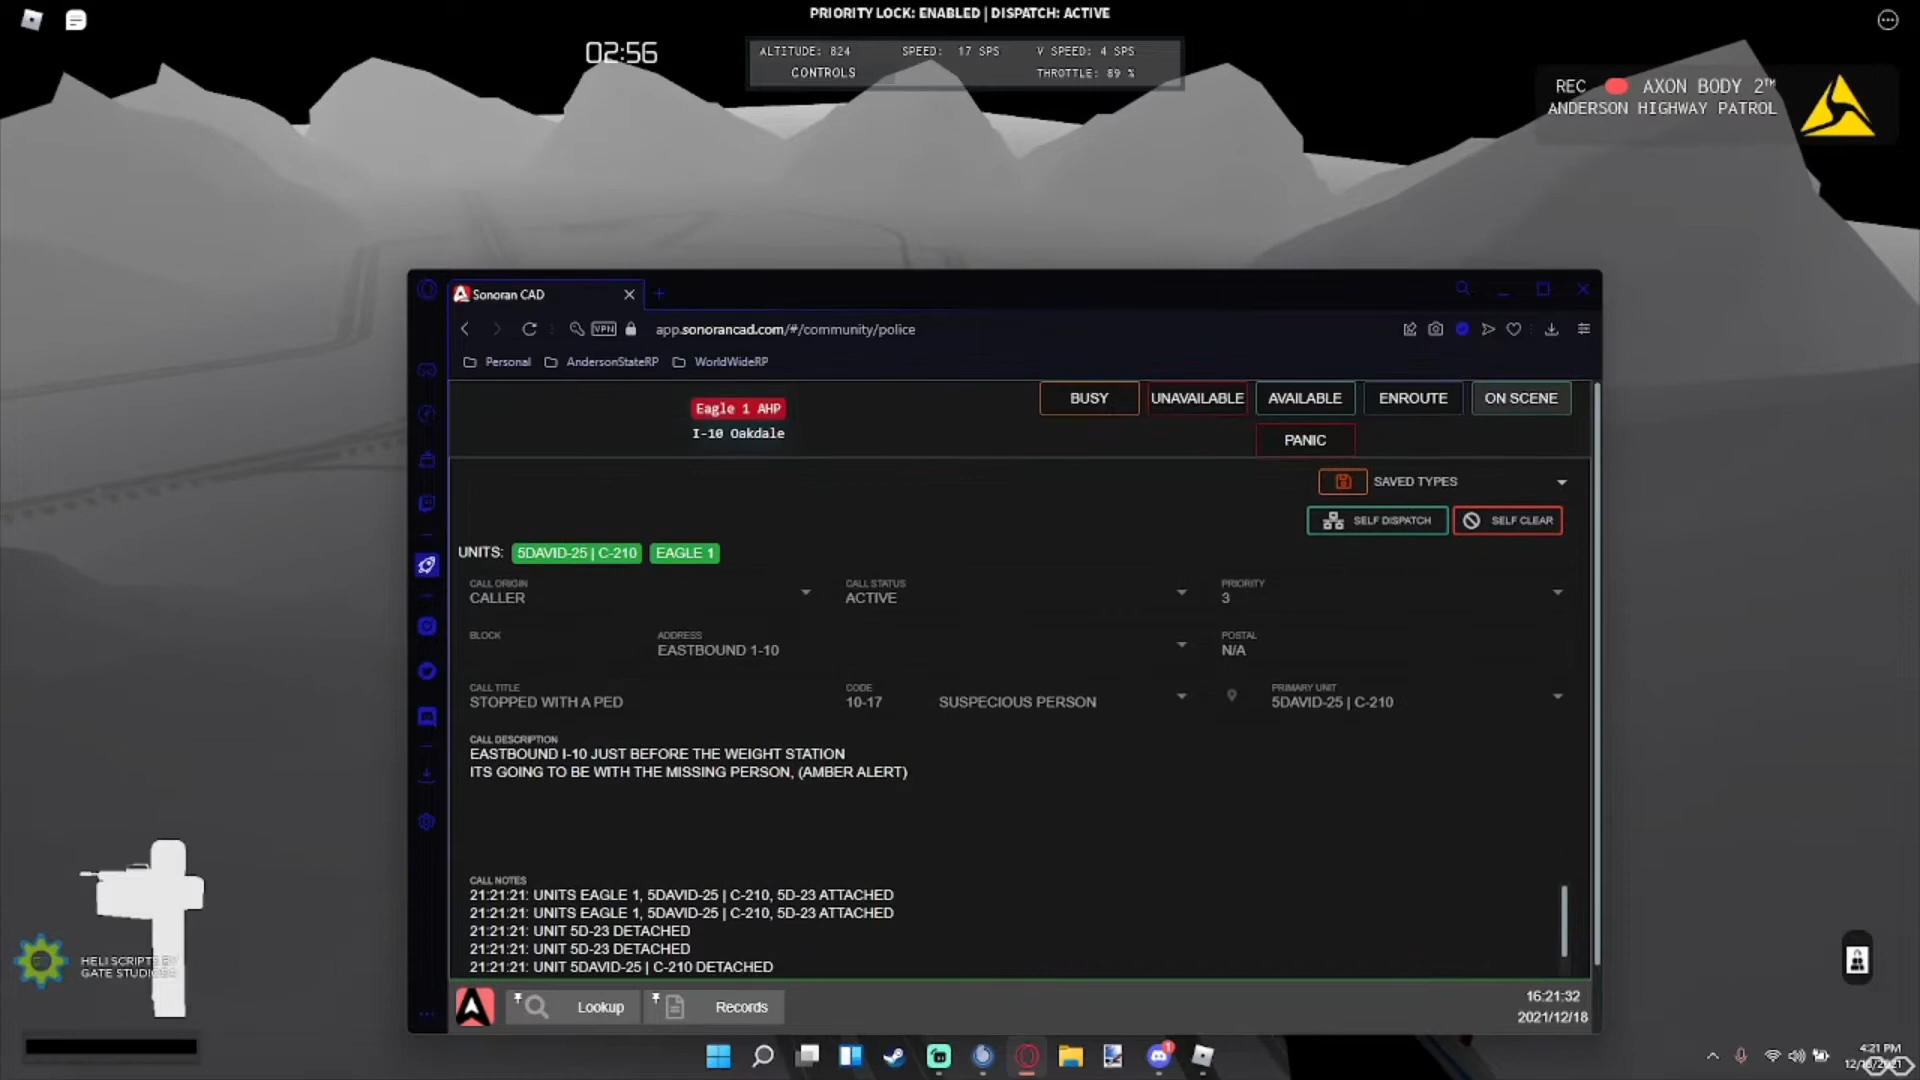 PRIORITY LOCK: ENABLED | DISPATCH: ACTIVE
02:56
ALTITUDE: 824 SPEED: 17 SPS V SPEED: 4 SPS
CONTROLS THROTTLE: 89 %
REC AXON BODY 2™
ANDERSON HIGHWAY PATROL
Sonoran CAD
VPN app.sonorancad.com/#/community/police
Personal AndersonStateRP WorldWideRP
Eagle 1 AHP
I-10 Oakdale
BUSY UNAVAILABLE AVAILABLE ENROUTE ON SCENE
PANIC
SAVED TYPES
SELF DISPATCH SELF CLEAR
UNITS: 5DAVID-25 | C-210 EAGLE 1
CALL ORIGIN CALL STATUS PRIORITY
CALLER ACTIVE 3
BLOCK ADDRESS POSTAL
EASTBOUND 1-10 N/A
CALL TITLE CODE PRIMARY UNIT
STOPPED WITH A PED 10-17 SUSPECIOUS PERSON 5DAVID-25 | C-210
CALL DESCRIPTION
EASTBOUND I-10 JUST BEFORE THE WEIGHT STATION
ITS GOING TO BE WITH THE MISSING PERSON, (AMBER ALERT)
CALL NOTES
21:21:21: UNITS EAGLE 1, 5DAVID-25 | C-210, 5D-23 ATTACHED
21:21:21: UNITS EAGLE 1, 5DAVID-25 | C-210, 5D-23 ATTACHED
21:21:21: UNIT 5D-23 DETACHED
21:21:21: UNIT 5D-23 DETACHED
21:21:21: UNIT 5DAVID-25 | C-210 DETACHED
Lookup Records
16:21:32
2021/12/18
HELI SCRIPTS BY
GATE STUDIOS
1
4:21 PM